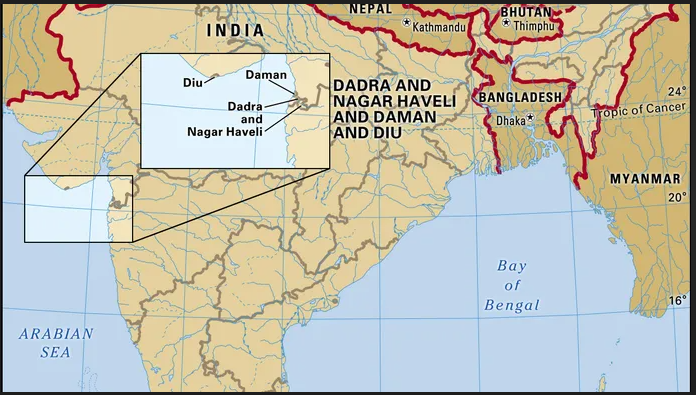 NEPAL
Kathmandu
BHUTAN
Thimphu
INDIA
Diu
Daman
Dadra
and
Nagar Haveli
DADRA AND
NAGAR HAVELI
AND DAMAN
AND DIU
BANGLADESH
Dhaka
24°
Tropic of Cancer
MYANMAR
20°
Bay
of
Bengal
16°
ARABIAN
SEA